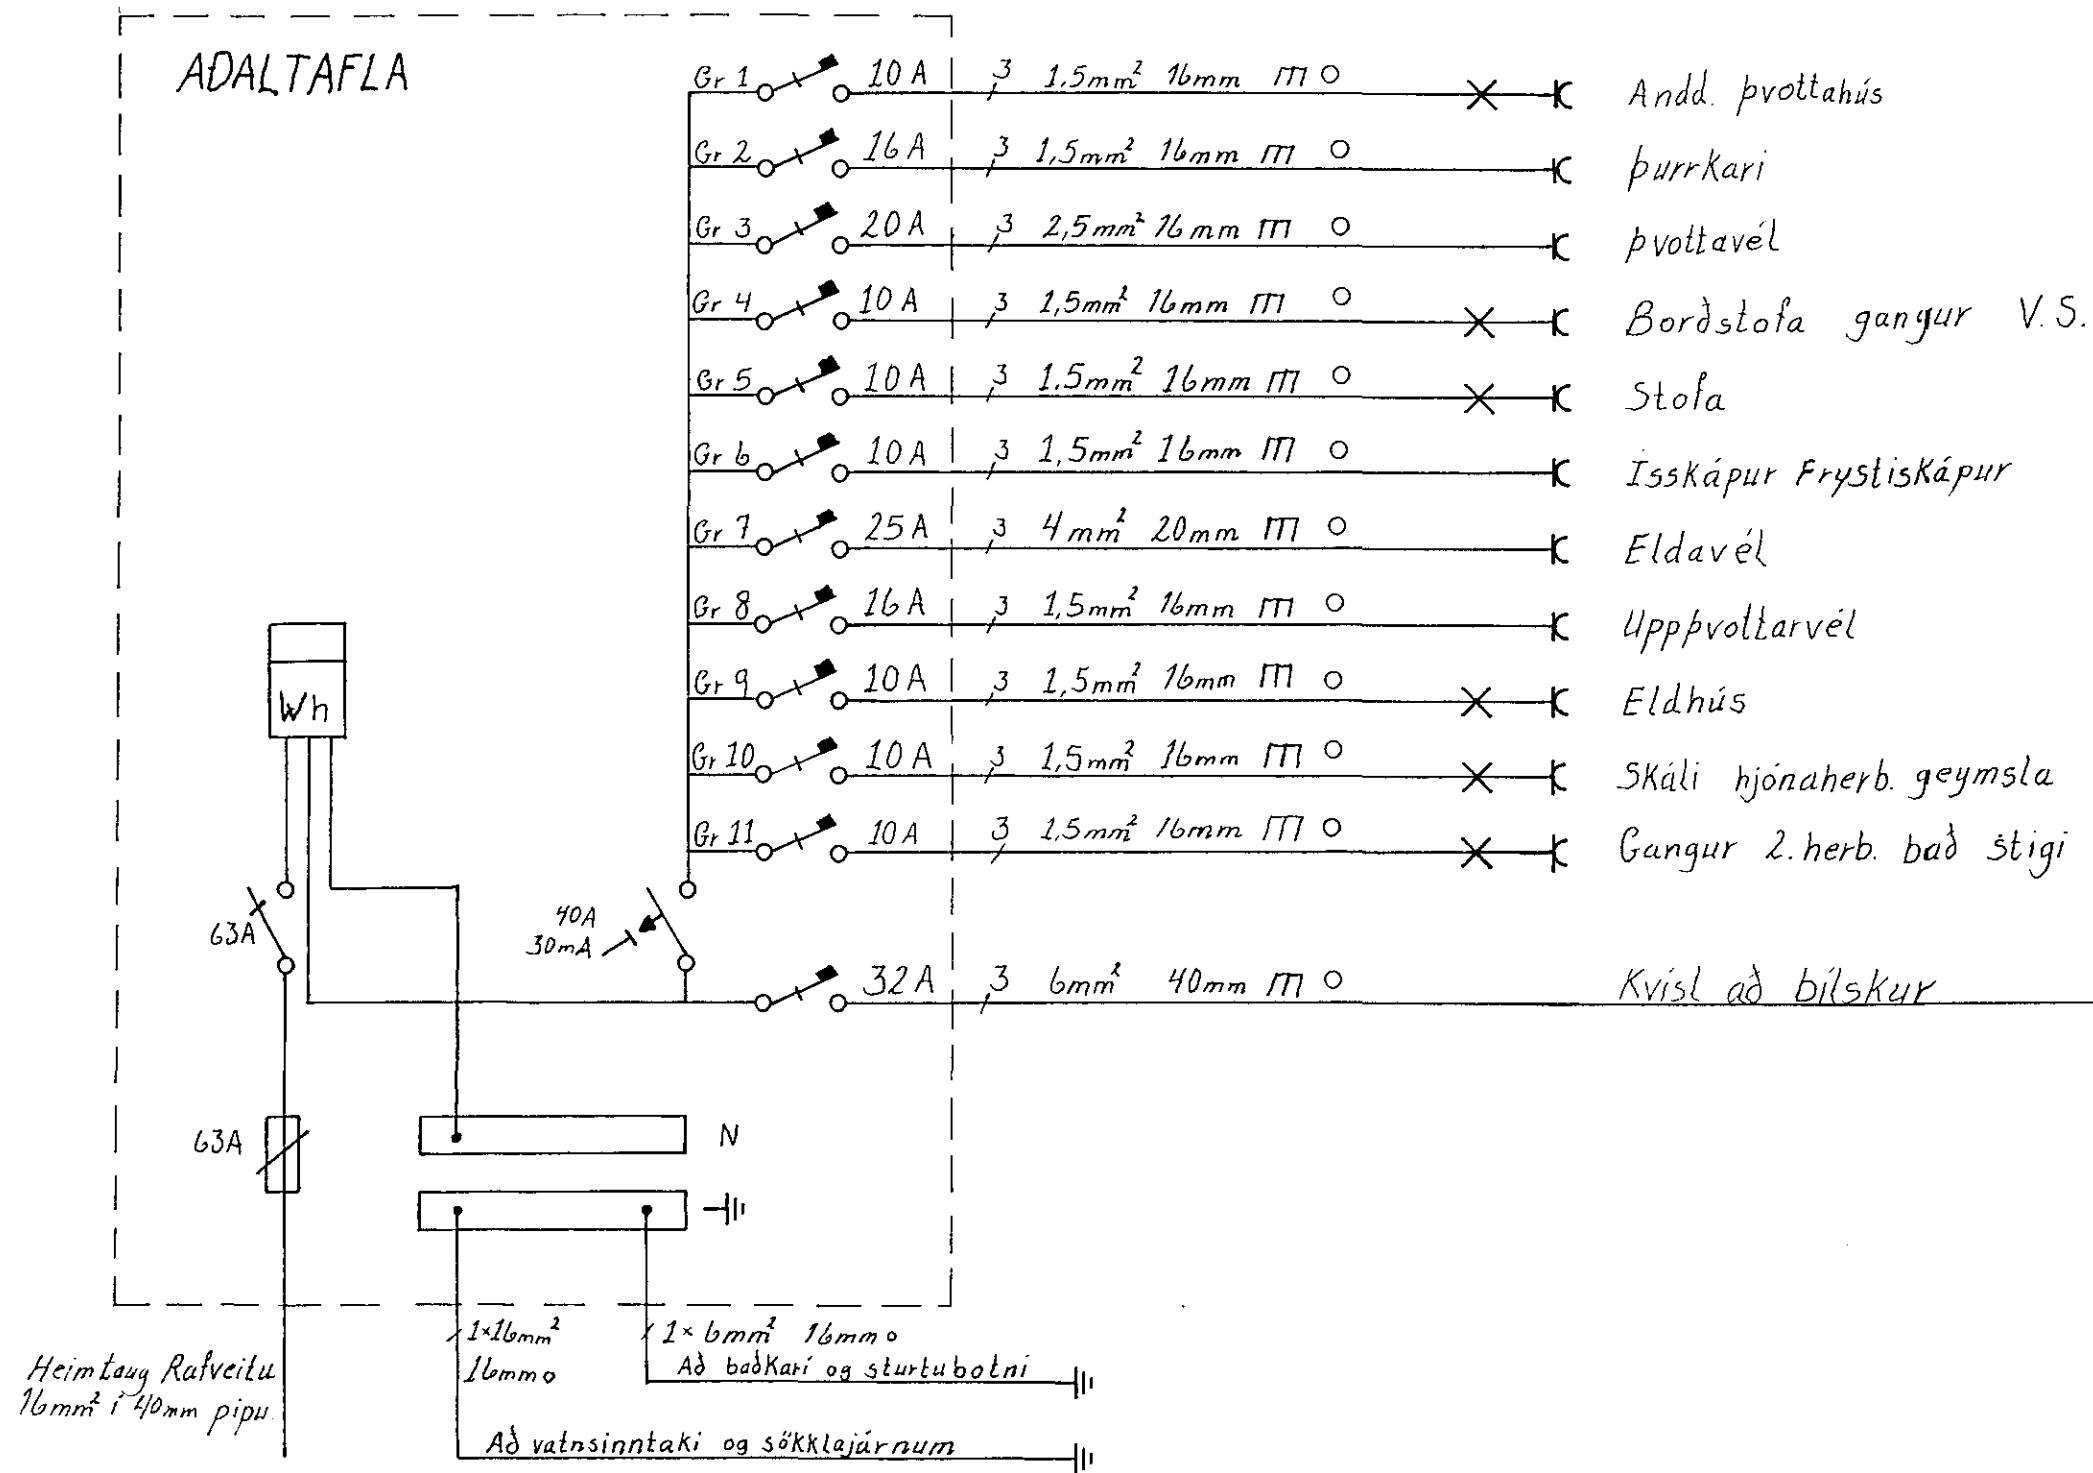 AÐALTAFLA
Gr 1 10 A 3 1,5mm² 16mm m o Andd. þvottahús
Gr 2 16 A 3 1,5mm² 16mm m o þurrkari
Gr 3 20 A 3 2,5mm² 16mm m o þvottavél
Gr 4 10 A 3 1,5mm² 16mm m o Borðstofa gangur V.S.
Gr 5 10 A 3 1.5mm² 16mm m o Stofa
Gr 6 10 A 3 1,5mm² 16mm m o Ísskápur Frystiskápur
Gr 7 25 A 3 4mm² 20mm m o Eldavél
Gr 8 16 A 3 1,5mm² 16mm m o Uppþvottarvél
Gr 9 10 A 3 1,5mm² 16mm m o Eldhús
Gr 10 10 A 3 1,5mm² 16mm m o Skáli hjónaherb. geymsla
Gr 11 10 A 3 1,5mm² 16mm m o Gangur 2.herb. bað stigi
Wh
63A
40A
30mA
32 A 3 6mm² 40mm m o Kvísl að bílskur
63A
N
1×16mm²
16mm o
1×6mm² 16mm o
Að baðkari og sturtubotni
Heimtaug Rafveitu
16mm² í 40mm pípu.
Að vatnsinntaki og sökklajárnum